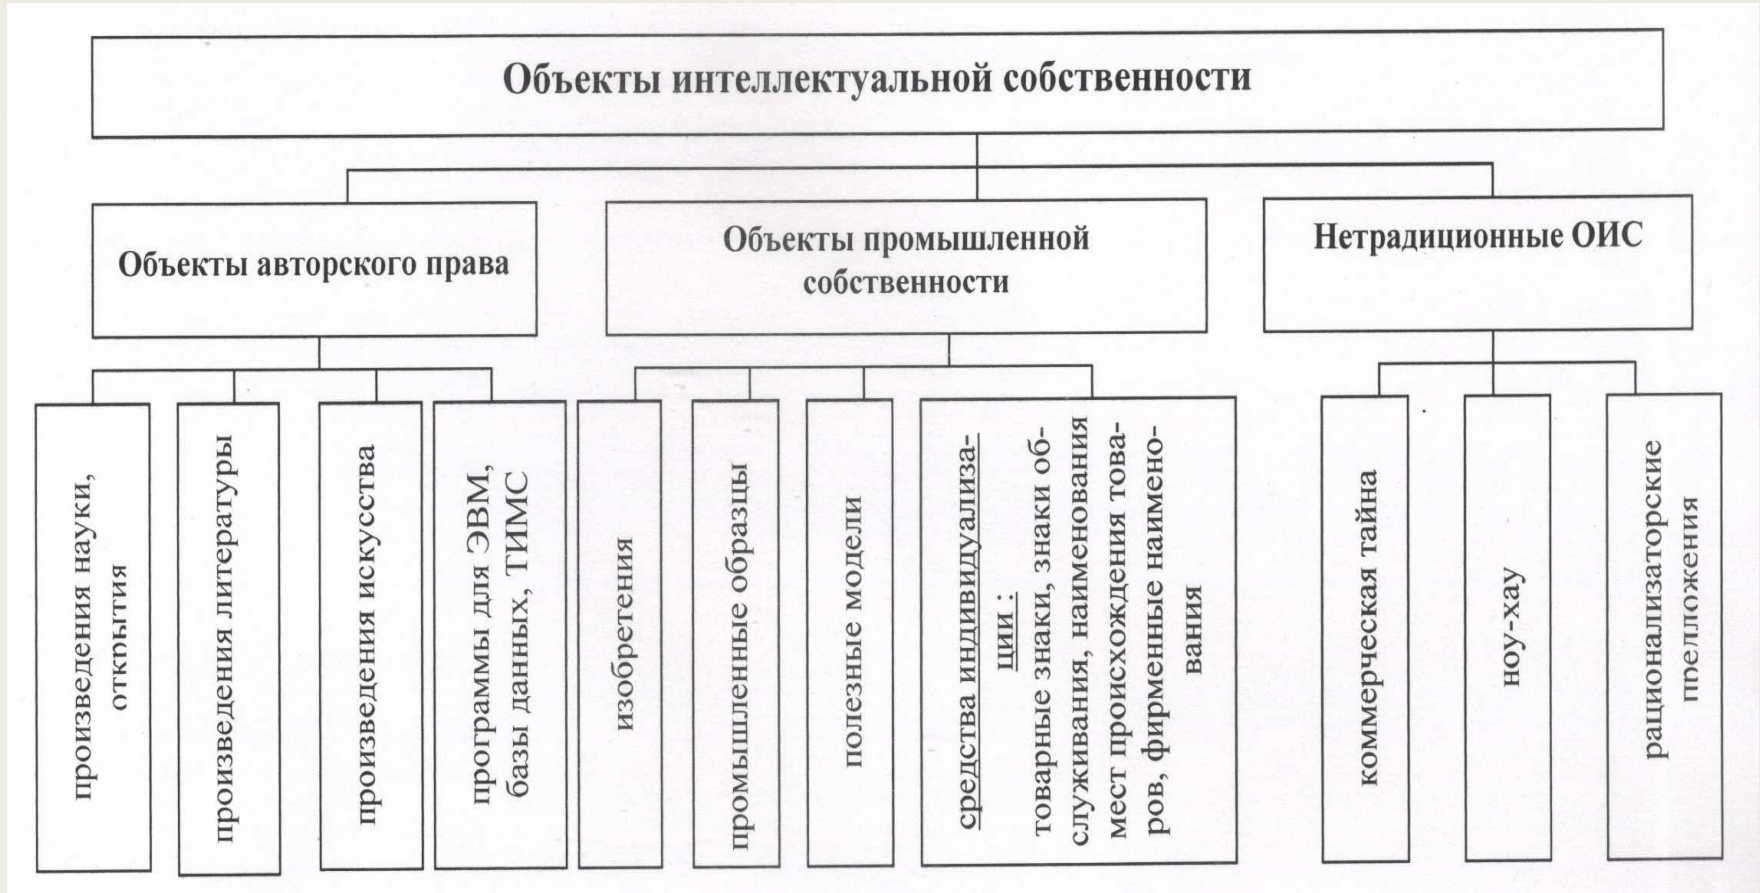 Объекты интеллектуальной собственности
Объекты авторского права
Объекты промышленной
собственности
Нетрадиционные ОИС
произведения науки,
открытия
произведения литературы
произведения искусства
программы для ЭВМ,
базы данных, ТИМС
изобретения
промышленные образцы
полезные модели
средства индивидуализа-
ции :
товарные знаки, знаки об-
служивания, наименования
мест происхождения това-
ров, фирменные наимено-
вания
коммерческая тайна
ноу-хау
рационализаторские
предложения